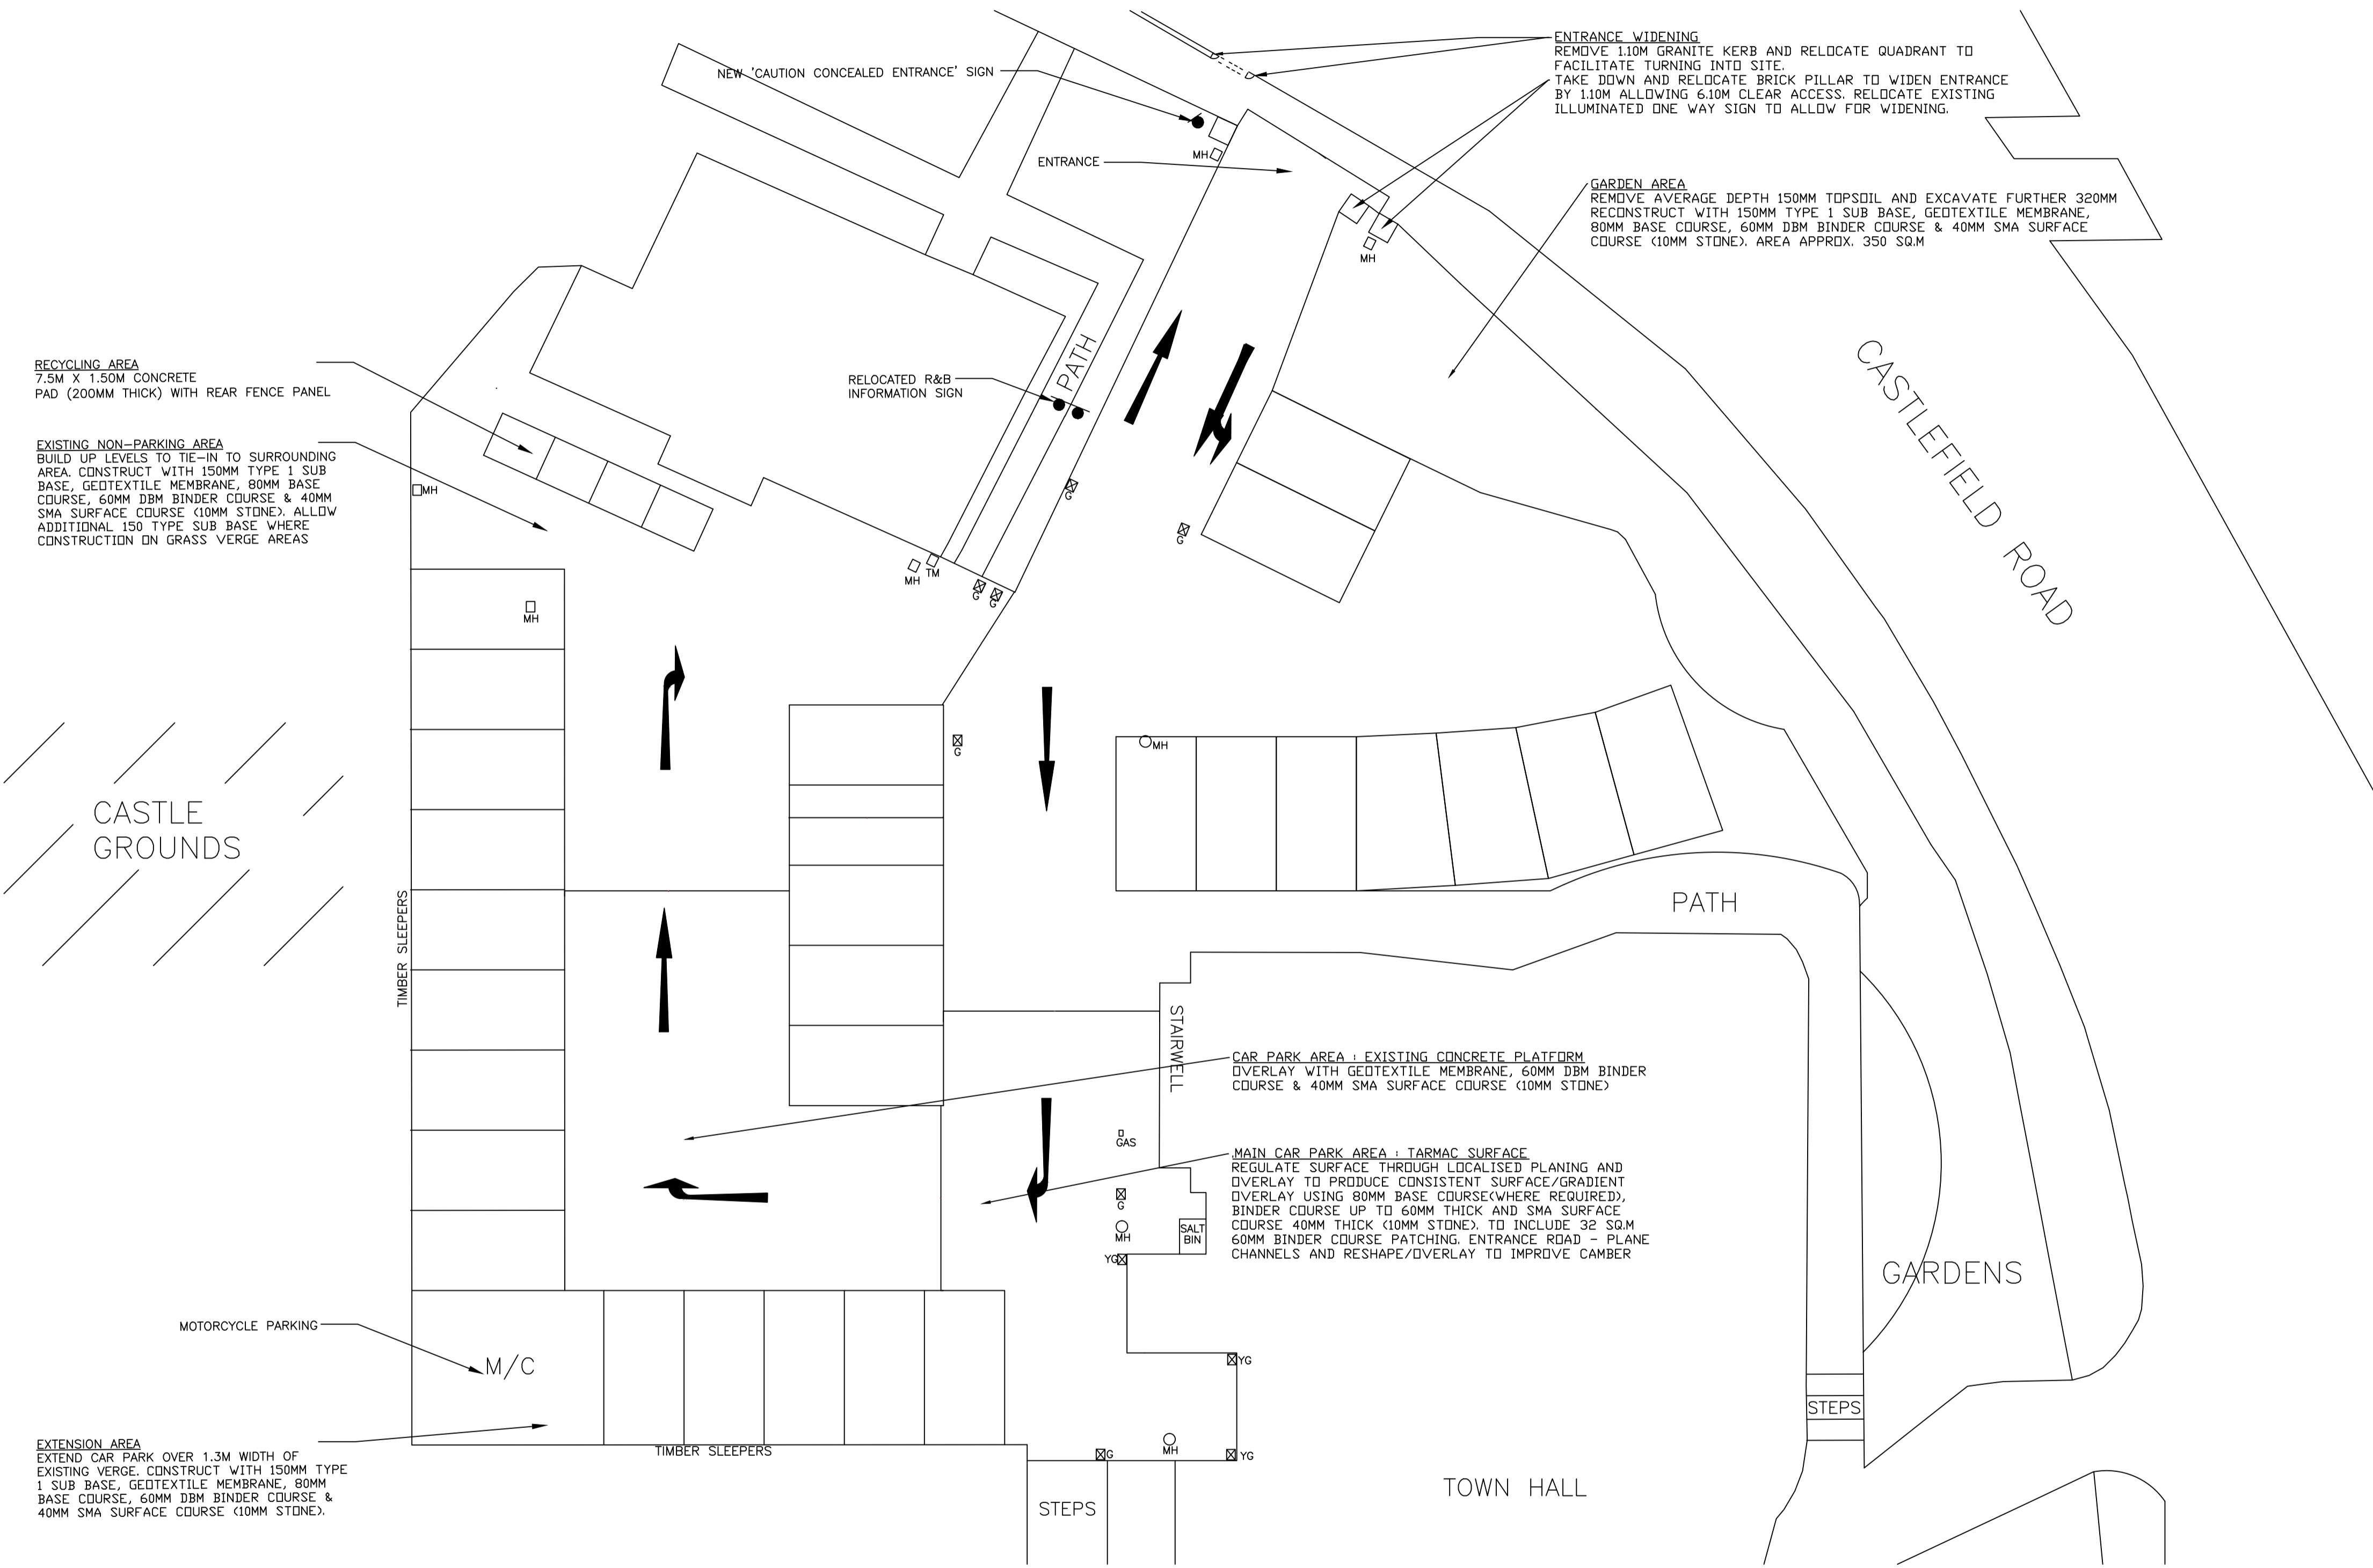 ENTRANCE WIDENING
REMOVE 1.10M GRANITE KERB AND RELOCATE QUADRANT TO
FACILITATE TURNING INTO SITE.
TAKE DOWN AND RELOCATE BRICK PILLAR TO WIDEN ENTRANCE
BY 1.10M ALLOWING 6.10M CLEAR ACCESS. RELOCATE EXISTING
ILLUMINATED ONE WAY SIGN TO ALLOW FOR WIDENING.
NEW 'CAUTION CONCEALED ENTRANCE' SIGN
MH
ENTRANCE
GARDEN AREA
REMOVE AVERAGE DEPTH 150MM TOPSOIL AND EXCAVATE FURTHER 320MM
RECONSTRUCT WITH 150MM TYPE 1 SUB BASE, GEOTEXTILE MEMBRANE,
80MM BASE COURSE, 60MM DBM BINDER COURSE & 40MM SMA SURFACE
COURSE (10MM STONE). AREA APPROX. 350 SQ.M
MH
CASTLEFIELD ROAD
PATH
RECYCLING AREA
7.5M X 1.50M CONCRETE
PAD (200MM THICK) WITH REAR FENCE PANEL
RELOCATED R&B
INFORMATION SIGN
EXISTING NON-PARKING AREA
BUILD UP LEVELS TO TIE-IN TO SURROUNDING
AREA. CONSTRUCT WITH 150MM TYPE 1 SUB
BASE, GEOTEXTILE MEMBRANE, 80MM BASE
COURSE, 60MM DBM BINDER COURSE & 40MM
SMA SURFACE COURSE (10MM STONE). ALLOW
ADDITIONAL 150 TYPE SUB BASE WHERE
CONSTRUCTION ON GRASS VERGE AREAS
MH
G
G
MH
TM
G
G
MH
G
MH
CASTLE
GROUNDS
TIMBER SLEEPERS
PATH
STAIRWELL
CAR PARK AREA : EXISTING CONCRETE PLATFORM
OVERLAY WITH GEOTEXTILE MEMBRANE, 60MM DBM BINDER
COURSE & 40MM SMA SURFACE COURSE (10MM STONE)
GAS
.MAIN CAR PARK AREA : TARMAC SURFACE
REGULATE SURFACE THROUGH LOCALISED PLANING AND
OVERLAY TO PRODUCE CONSISTENT SURFACE/GRADIENT
OVERLAY USING 80MM BASE COURSE(WHERE REQUIRED),
BINDER COURSE UP TO 60MM THICK AND SMA SURFACE
COURSE 40MM THICK (10MM STONE). TO INCLUDE 32 SQ.M
60MM BINDER COURSE PATCHING. ENTRANCE ROAD - PLANE
CHANNELS AND RESHAPE/OVERLAY TO IMPROVE CAMBER
G
MH
SALT
BIN
YG
GARDENS
MOTORCYCLE PARKING
M/C
YG
STEPS
EXTENSION AREA
EXTEND CAR PARK OVER 1.3M WIDTH OF
EXISTING VERGE. CONSTRUCT WITH 150MM TYPE
1 SUB BASE, GEOTEXTILE MEMBRANE, 80MM
BASE COURSE, 60MM DBM BINDER COURSE &
40MM SMA SURFACE COURSE (10MM STONE).
TIMBER SLEEPERS
G
MH
YG
STEPS
TOWN HALL